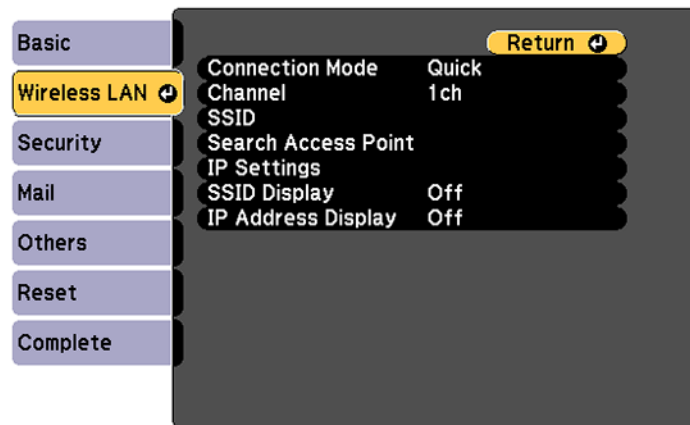 Basic
Wireless LAN
Security
Mail
Others
Reset
Complete
Return
Connection Mode Quick
Channel 1ch
SSID
Search Access Point
IP Settings
SSID Display Off
IP Address Display Off